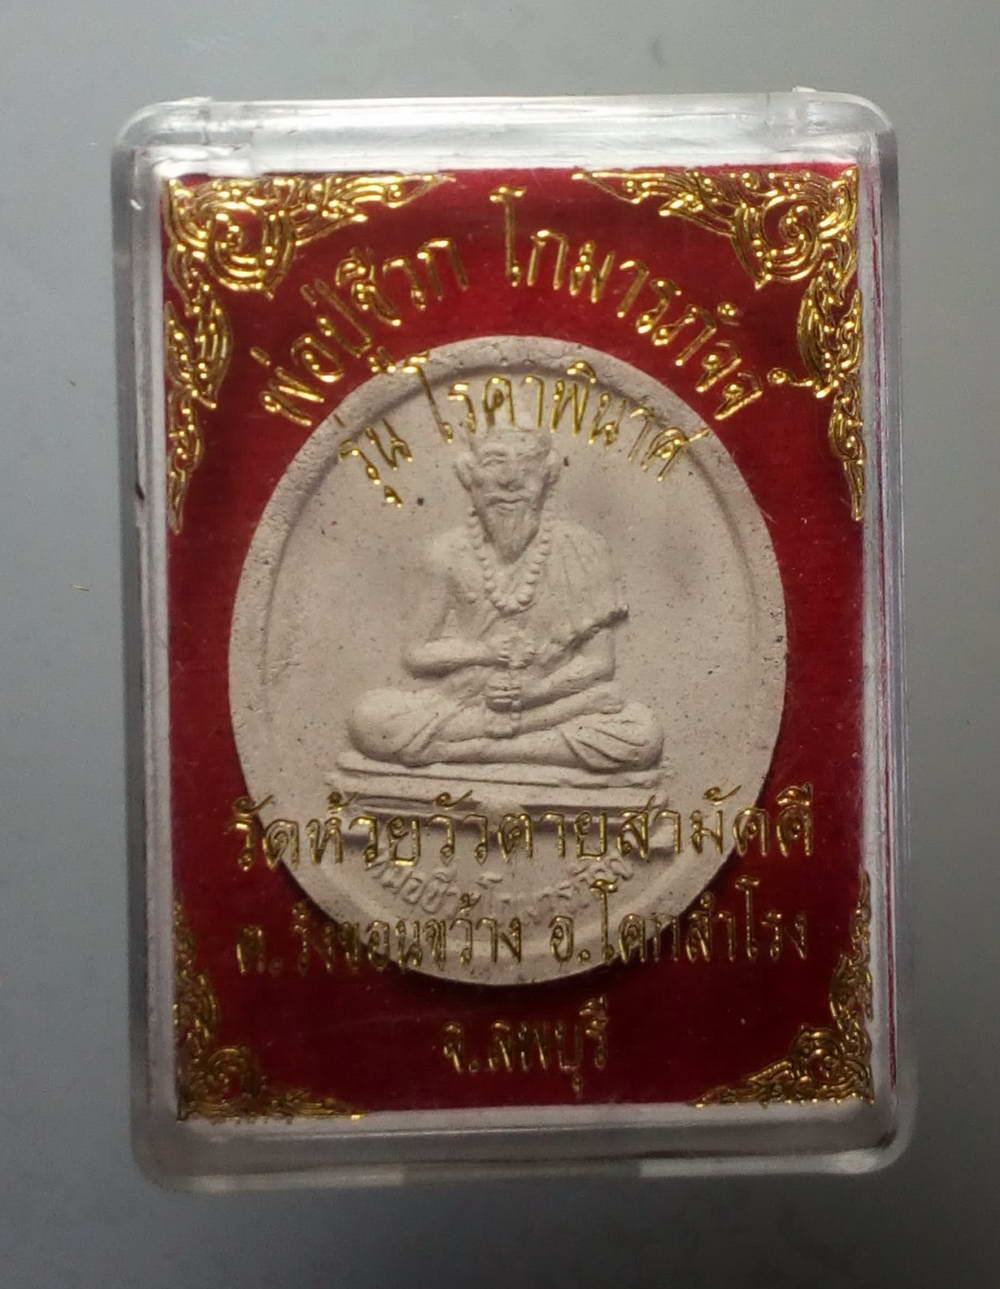 พ่อปู่ชีวก โกมารภัจจ์
รุ่น โรคาพินาศ
วัดห้วยวัวตายสามัคคี
ต.วังขอนขว้าง อ.โคกสำโรง
จ.ลพบุรี